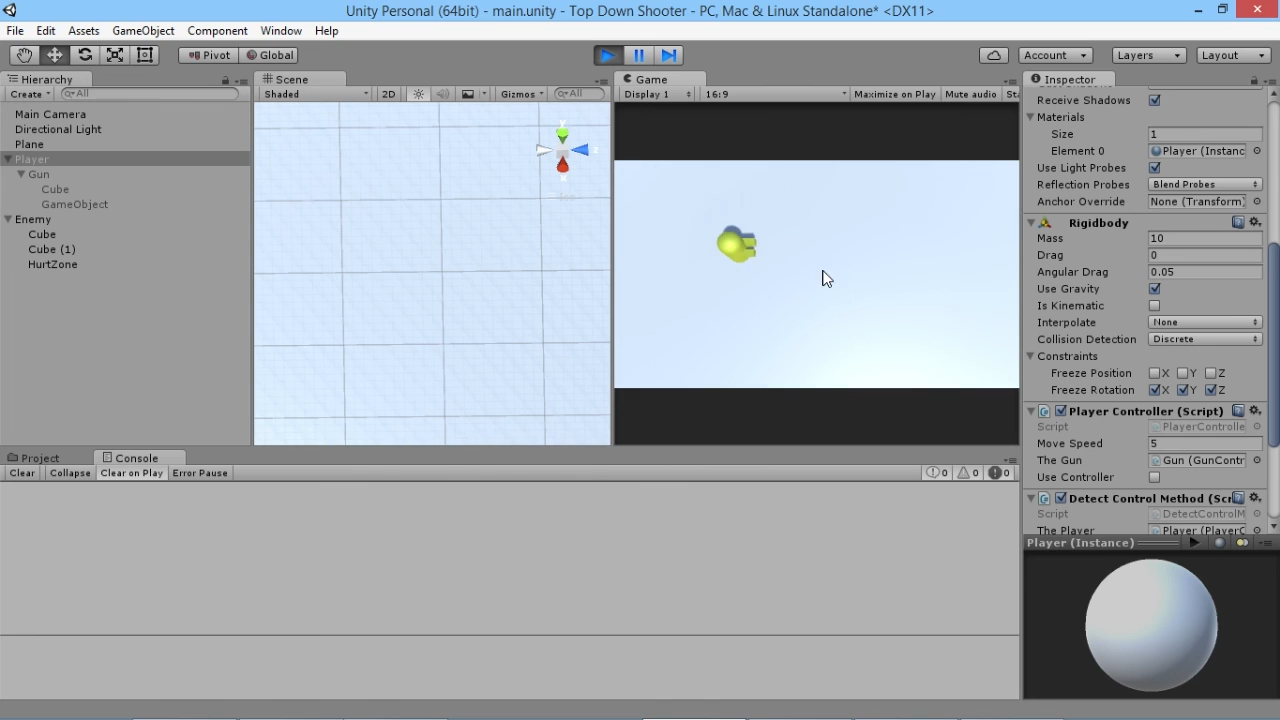 Unity Personal (64bit) - main.unity - Top Down Shooter - PC, Mac & Linux Standalone* <DX11>
File Edit Assets GameObject Component Window Help
Pivot Global Account Layers Layout
Hierarchy
Create All
Main Camera
Directional Light
Plane
Player
Gun
Cube
GameObject
Enemy
Cube
Cube (1)
HurtZone
Scene
Shaded 2D Gizmos All
Game
Display 1 16:9 Maximize on Play Mute audio Sta
Inspector
Receive Shadows
Materials
Size 1
Element 0 Player (Instanc
Use Light Probes
Reflection Probes Blend Probes
Anchor Override None (Transform)
Rigidbody
Mass 10
Drag 0
Angular Drag 0.05
Use Gravity
Is Kinematic
Interpolate None
Collision Detection Discrete
Constraints
Freeze Position X Y Z
Freeze Rotation X Y Z
Player Controller (Script)
Script PlayerControlle
Move Speed 5
The Gun Gun (GunContr
Use Controller
Detect Control Method (Scr
Script DetectControlM
The Player Player (PlayerC
Player (Instance)
Project Console
Clear Collapse Clear on Play Error Pause 0 0 0